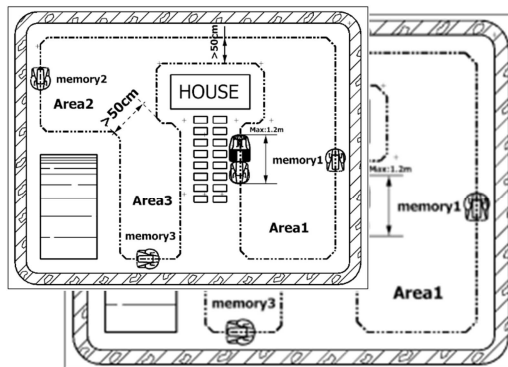 >50cm
memory2
HOUSE
Area2
>50cm
Max:1.2m
memory1
Area3
memory3
Area1
Max:1.2m
memory1
Area1
memory3